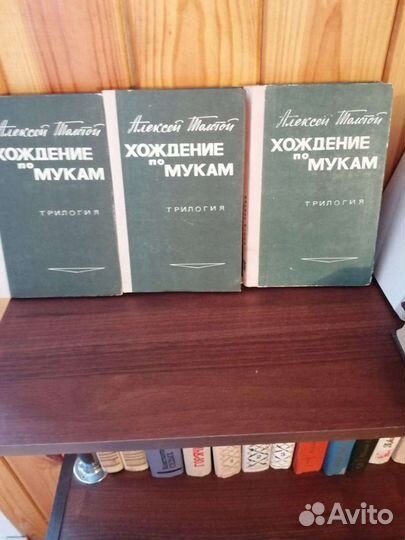 Алексей Толстой
ХОЖДЕНИЕ
по
МУКАМ
ТРИЛОГИЯ
Алексей Толстой
ХОЖДЕНИЕ
по
МУКАМ
ТРИЛОГИЯ
Алексей Толстой
ХОЖДЕНИЕ
по
МУКАМ
ТРИЛОГИЯ
Avito